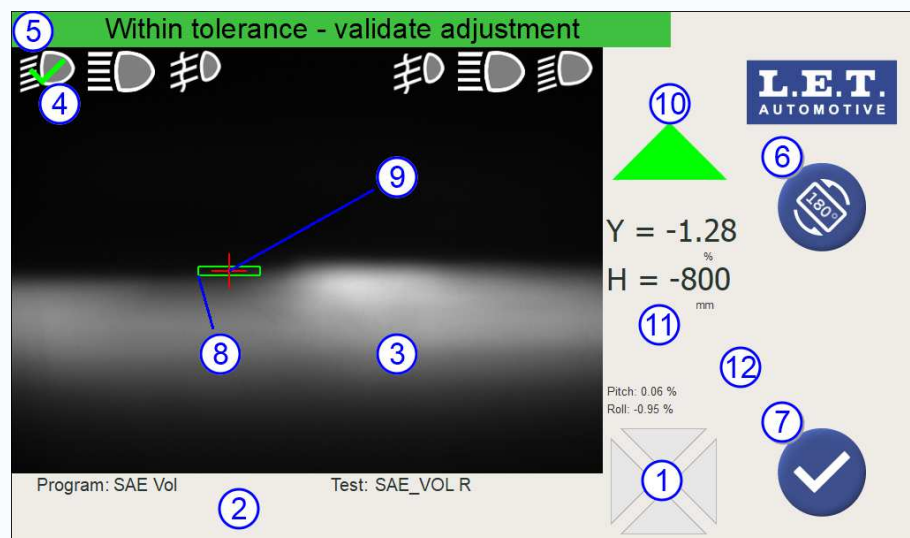 Within tolerance - validate adjustment
5
4
10
L.E.T.
AUTOMOTIVE
6
180°
9
Y = -1.28
%
H = -800
mm
8
3
11
12
Pitch: 0.06 %
Roll: -0.95 %
7
1
Program: SAE Vol
Test: SAE_VOL R
2